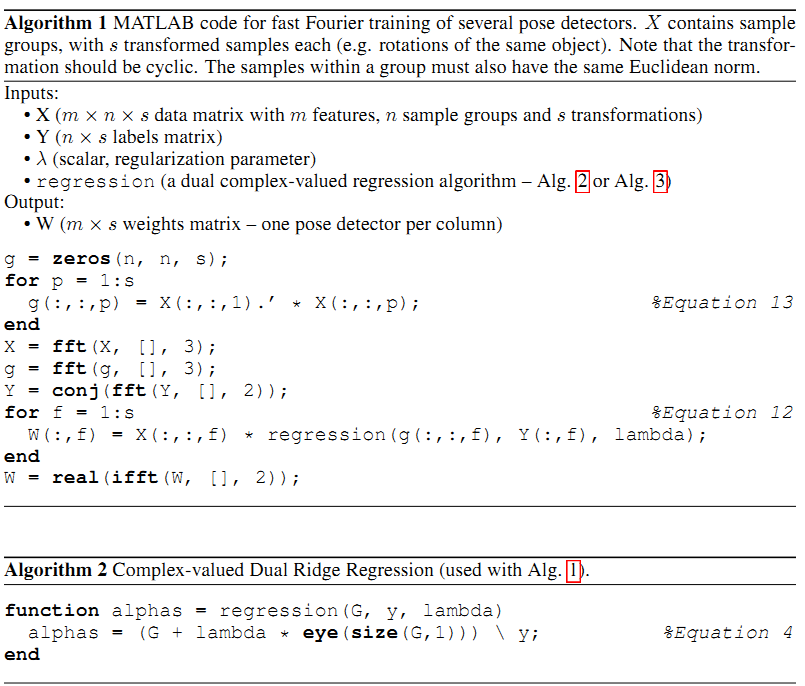 Algorithm 1 MATLAB code for fast Fourier training of several pose detectors. X contains sample
groups, with s transformed samples each (e.g. rotations of the same object). Note that the transfor-
mation should be cyclic. The samples within a group must also have the same Euclidean norm.
Inputs:
• X (m × n × s data matrix with m features, n sample groups and s transformations)
• Y (n × s labels matrix)
• λ (scalar, regularization parameter)
• regression (a dual complex-valued regression algorithm – Alg. 2 or Alg. 3)
Output:
• W (m × s weights matrix – one pose detector per column)
g = zeros(n, n, s);
for p = 1:s
  g(:,:,p) = X(:,:,1).' * X(:,:,p); %Equation 13
end
X = fft(X, [], 3);
g = fft(g, [], 3);
Y = conj(fft(Y, [], 2));
for f = 1:s %Equation 12
  W(:,f) = X(:,:,f) * regression(g(:,:,f), Y(:,f), lambda);
end
W = real(ifft(W, [], 2));
Algorithm 2 Complex-valued Dual Ridge Regression (used with Alg. 1).
function alphas = regression(G, y, lambda)
  alphas = (G + lambda * eye(size(G,1))) \ y; %Equation 4
end